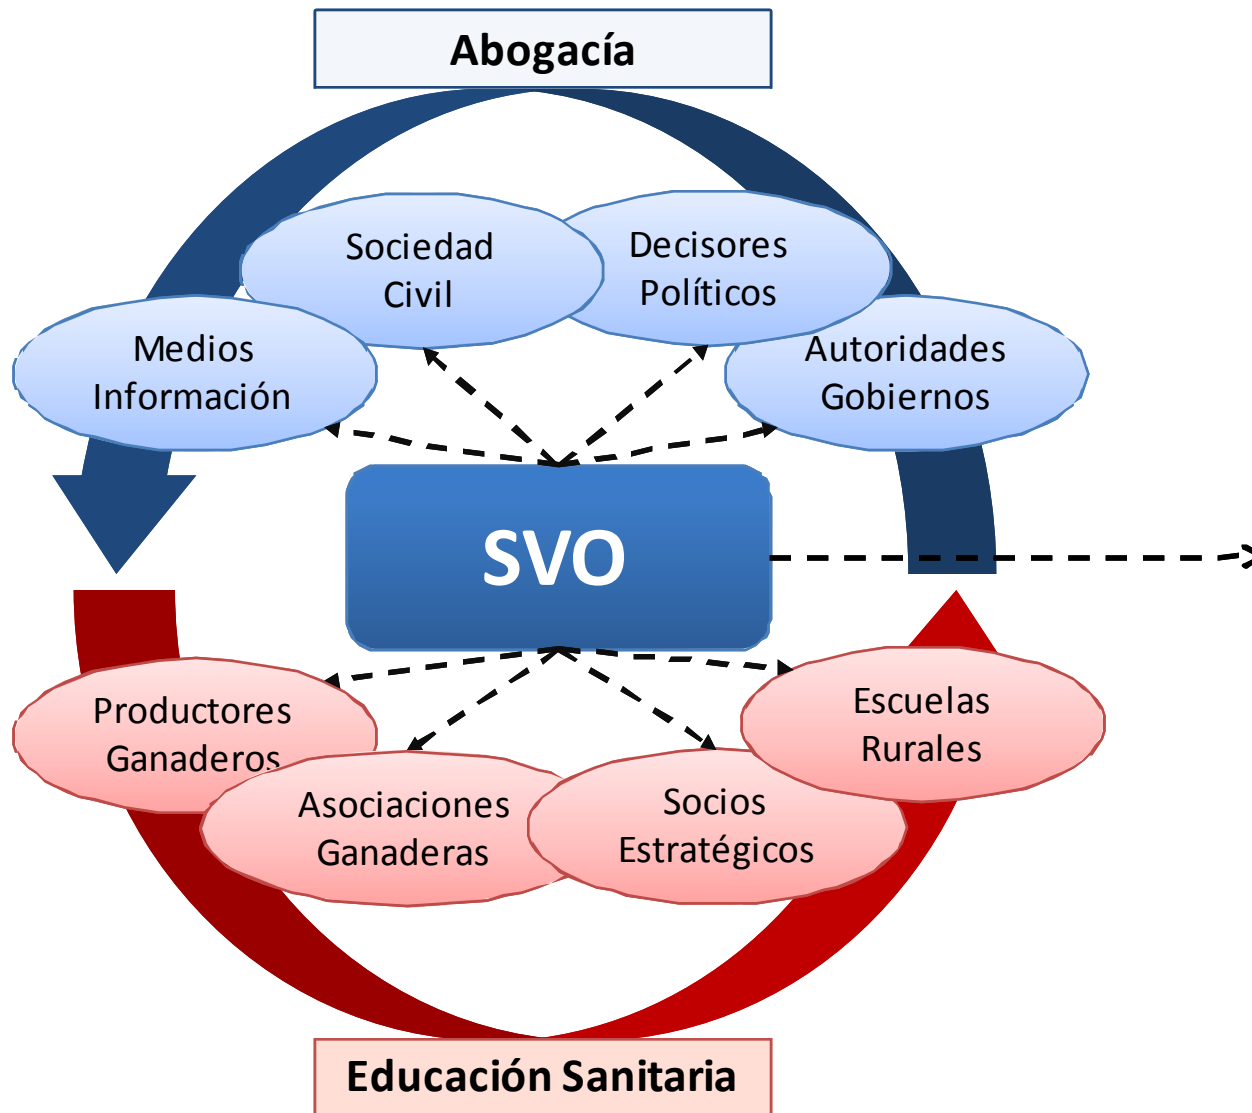 Abogacía
Sociedad
Civil
Decisores
Políticos
Medios
Información
Autoridades
Gobiernos
SVO
Productores
Ganaderos
Escuelas
Rurales
Asociaciones
Ganaderas
Socios
Estratégicos
Educación Sanitaria